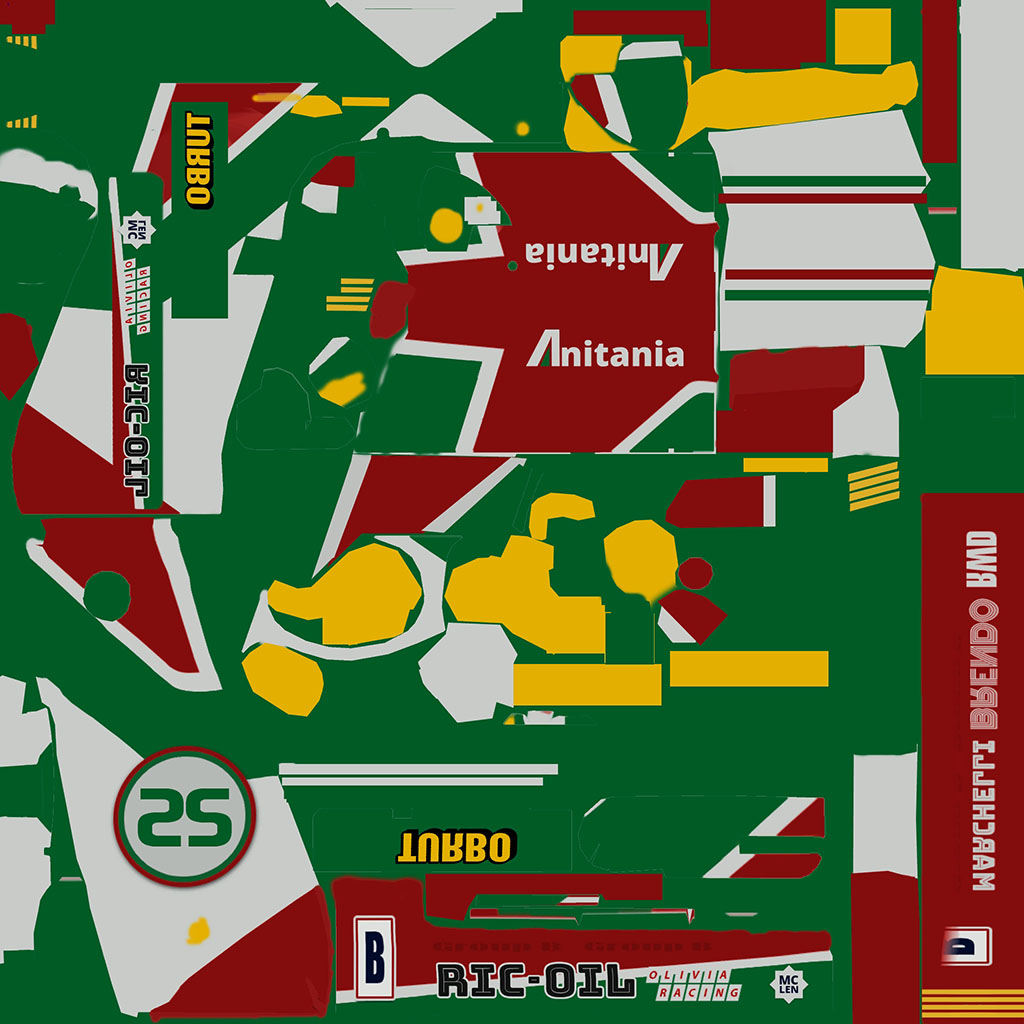 TURBO
MC
LEN
OLIVIA
RACING
RIC-OIL
Anitania
Anitania
MARCHELLI BRENDO RWD
25
TURBO
B
RIC-OIL
OLIVIA
RACING
MC
LEN
D